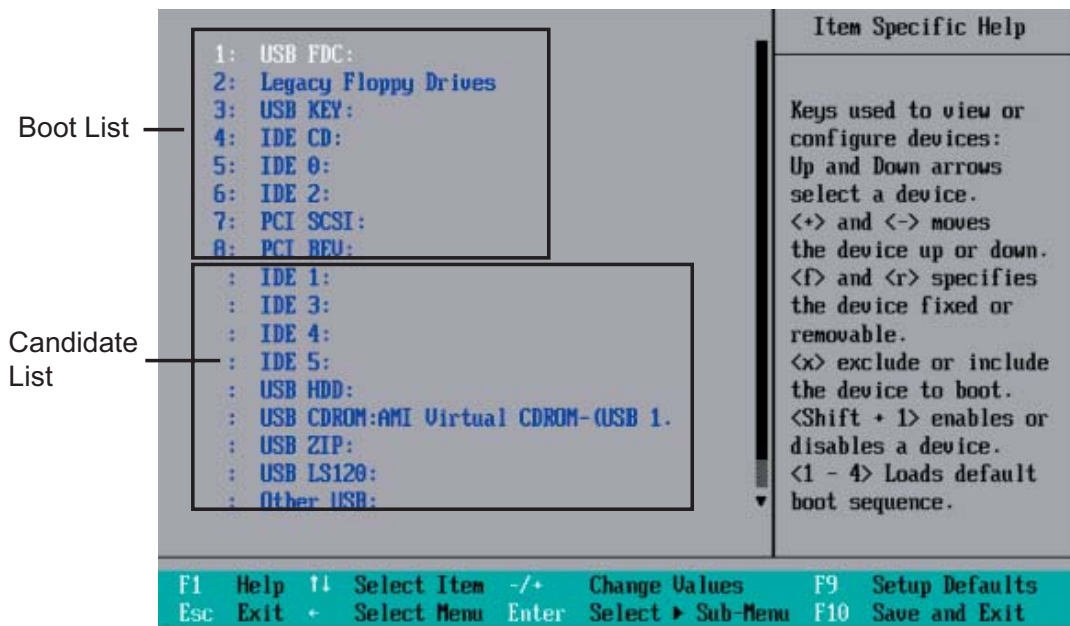 Boot List
Candidate
List
1: USB FDC:
2: Legacy Floppy Drives
3: USB KEY:
4: IDE CD:
5: IDE 0:
6: IDE 2:
7: PCI SCSI:
8: PCI BEV:
: IDE 1:
: IDE 3:
: IDE 4:
: IDE 5:
: USB HDD:
: USB CDROM:AMI Virtual CDROM-(USB 1.
: USB ZIP:
: USB LS120:
: Other USB:
Item Specific Help
Keys used to view or
configure devices:
Up and Down arrows
select a device.
<+> and <-> moves
the device up or down.
<f> and <r> specifies
the device fixed or
removable.
<x> exclude or include
the device to boot.
<Shift + 1> enables or
disables a device.
<1 - 4> Loads default
boot sequence.
F1 Help ↑↓ Select Item -/+ Change Values F9 Setup Defaults
Esc Exit ← Select Menu Enter Select ▶ Sub-Menu F10 Save and Exit